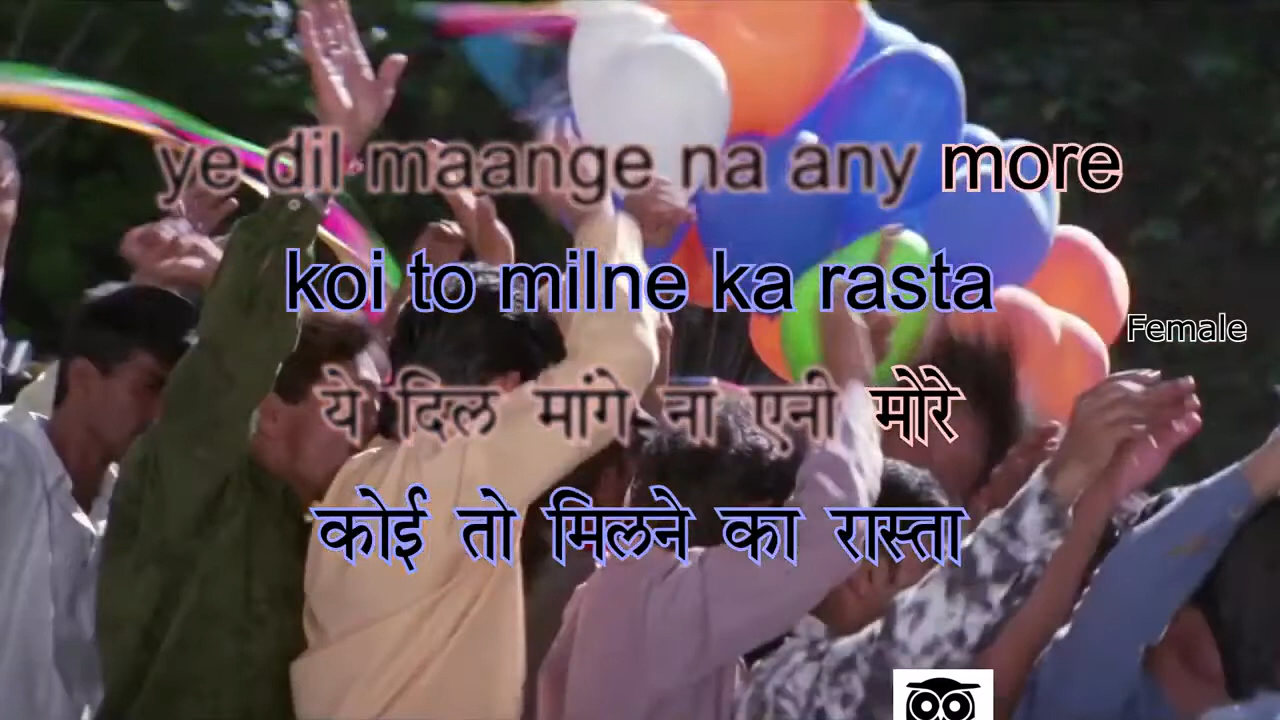 ye dil maange na any more
koi to milne ka rasta
Female
ये दिल मांगे ना एनी मोरे
कोई तो मिलने का रास्ता